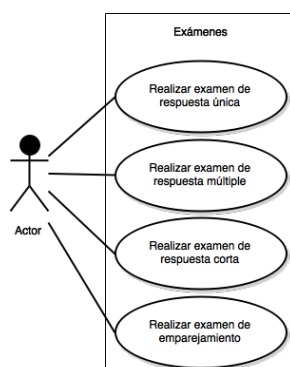 Exámenes
Realizar examen de
respuesta única
Realizar examen de
respuesta múltiple
Actor
Realizar examen de
respuesta corta
Realizar examen de
emparejamiento